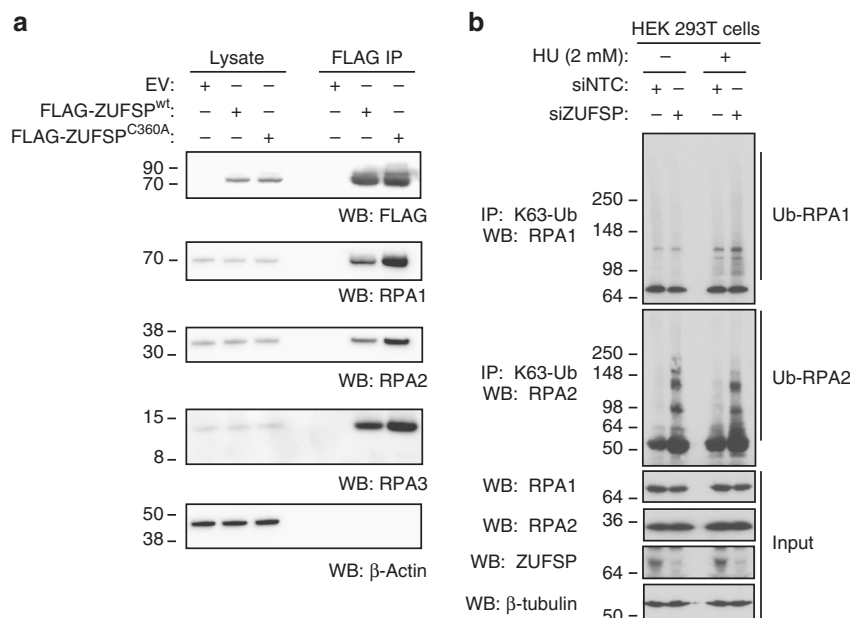 a
Lysate FLAG IP
EV: + − − + − −
FLAG-ZUFSPwt: − + − − + −
FLAG-ZUFSPC360A: − − + − − +
90 –
70 –
WB: FLAG
70 –
WB: RPA1
38 –
30 –
WB: RPA2
15 –
8 –
WB: RPA3
50 –
38 –
WB: β-Actin
b
HEK 293T cells
HU (2 mM): − +
siNTC: + − + −
siZUFSP: − + − +
250 –
148 –
98 –
64 –
IP: K63-Ub
WB: RPA1
Ub-RPA1
250 –
148 –
98 –
64 –
50 –
IP: K63-Ub
WB: RPA2
Ub-RPA2
WB: RPA1
64 –
WB: RPA2
36 –
WB: ZUFSP
64 –
WB: β-tubulin
50 –
Input